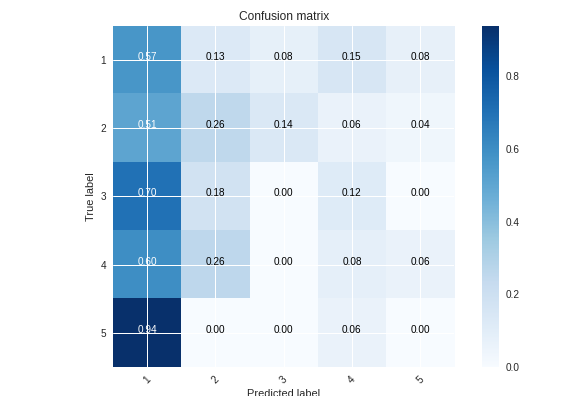 Confusion matrix
1 0.57 0.13 0.08 0.15 0.08
2 0.51 0.26 0.14 0.06 0.04
3 0.70 0.18 0.00 0.12 0.00
4 0.60 0.26 0.00 0.08 0.06
5 0.94 0.00 0.00 0.06 0.00
1 2 3 4 5
True label
Predicted label
0.8
0.6
0.4
0.2
0.0